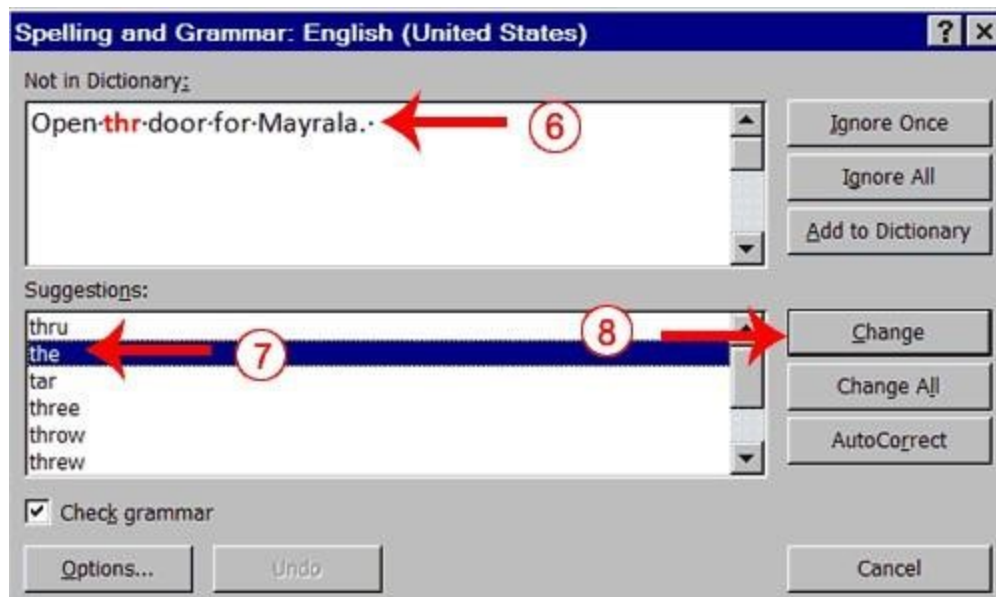 Spelling and Grammar: English (United States)
Not in Dictionary:
Open·thr·door·for·Mayrala.·
6
Ignore Once
Ignore All
Add to Dictionary
Suggestions:
thru
the
tar
three
throw
threw
7
8
Change
Change All
AutoCorrect
Check grammar
Options...
Undo
Cancel